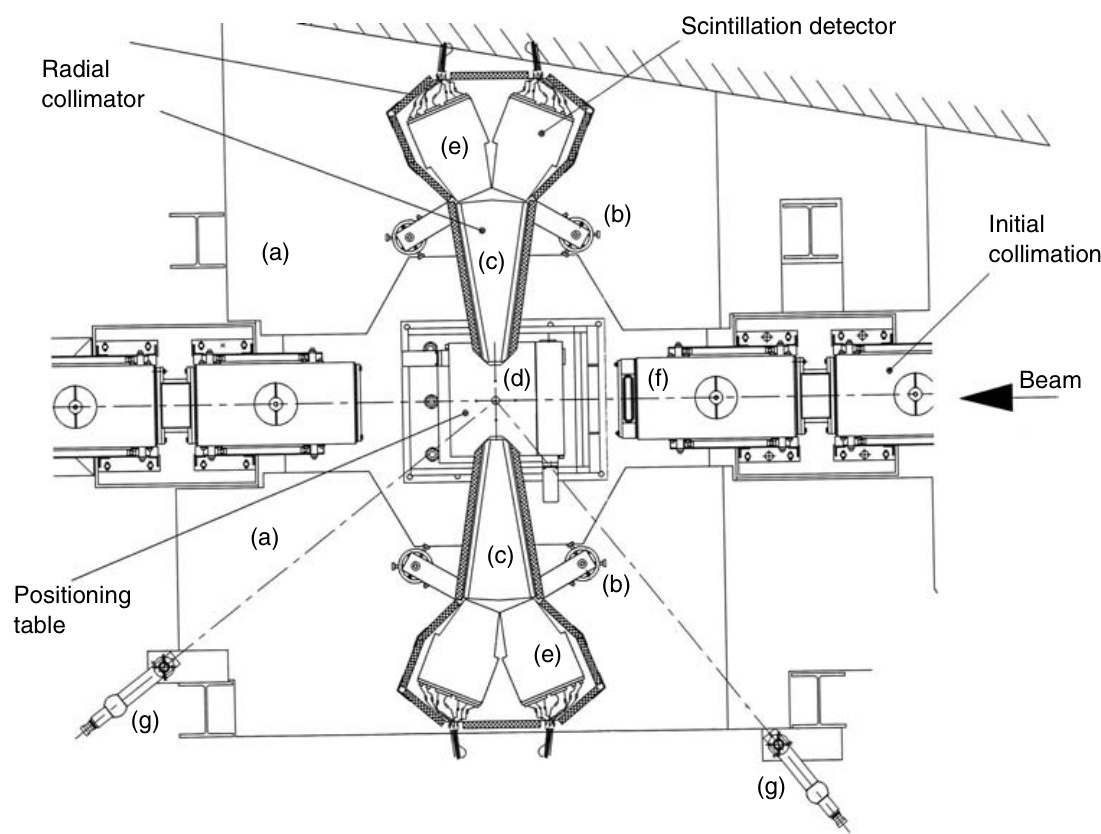 Scintillation detector
Radial
collimator
(e)
(b)
(a)
(c)
Initial
collimation
(d)
(f)
Beam
(a)
(c)
(b)
Positioning
table
(e)
(g)
(g)